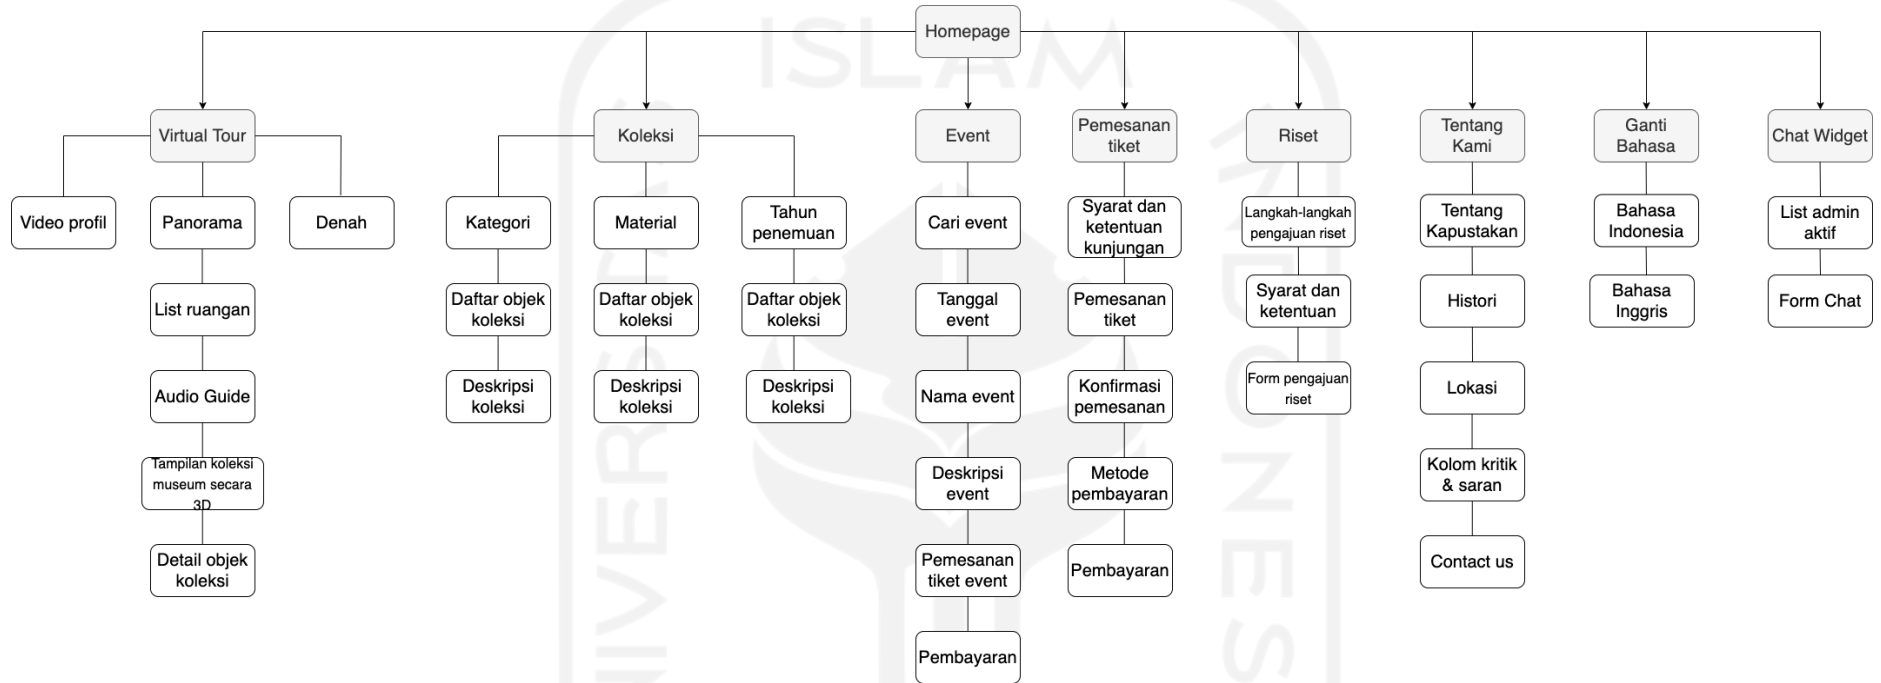 Homepage
Virtual Tour
Koleksi
Event
Pemesanan
tiket
Riset
Tentang
Kami
Ganti
Bahasa
Chat Widget
Video profil
Panorama
Denah
Kategori
Material
Tahun
penemuan
Cari event
Syarat dan
ketentuan
kunjungan
Langkah-langkah
pengajuan riset
Tentang
Kapustakan
Bahasa
Indonesia
List admin
aktif
List ruangan
Daftar objek
koleksi
Daftar objek
koleksi
Daftar objek
koleksi
Tanggal
event
Pemesanan
tiket
Syarat dan
ketentuan
Histori
Bahasa
Inggris
Form Chat
Audio Guide
Deskripsi
koleksi
Deskripsi
koleksi
Deskripsi
koleksi
Nama event
Konfirmasi
pemesanan
Form pengajuan
riset
Lokasi
Tampilan koleksi
museum secara
3D
Deskripsi
event
Metode
pembayaran
Kolom kritik
& saran
Detail objek
koleksi
Pemesanan
tiket event
Pembayaran
Contact us
Pembayaran
ISLAM